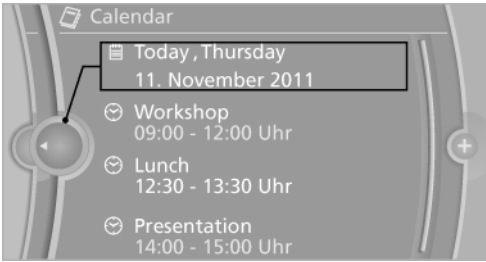 Calendar
Today , Thursday
11. November 2011
Workshop
09:00 - 12:00 Uhr
Lunch
12:30 - 13:30 Uhr
Presentation
14:00 - 15:00 Uhr